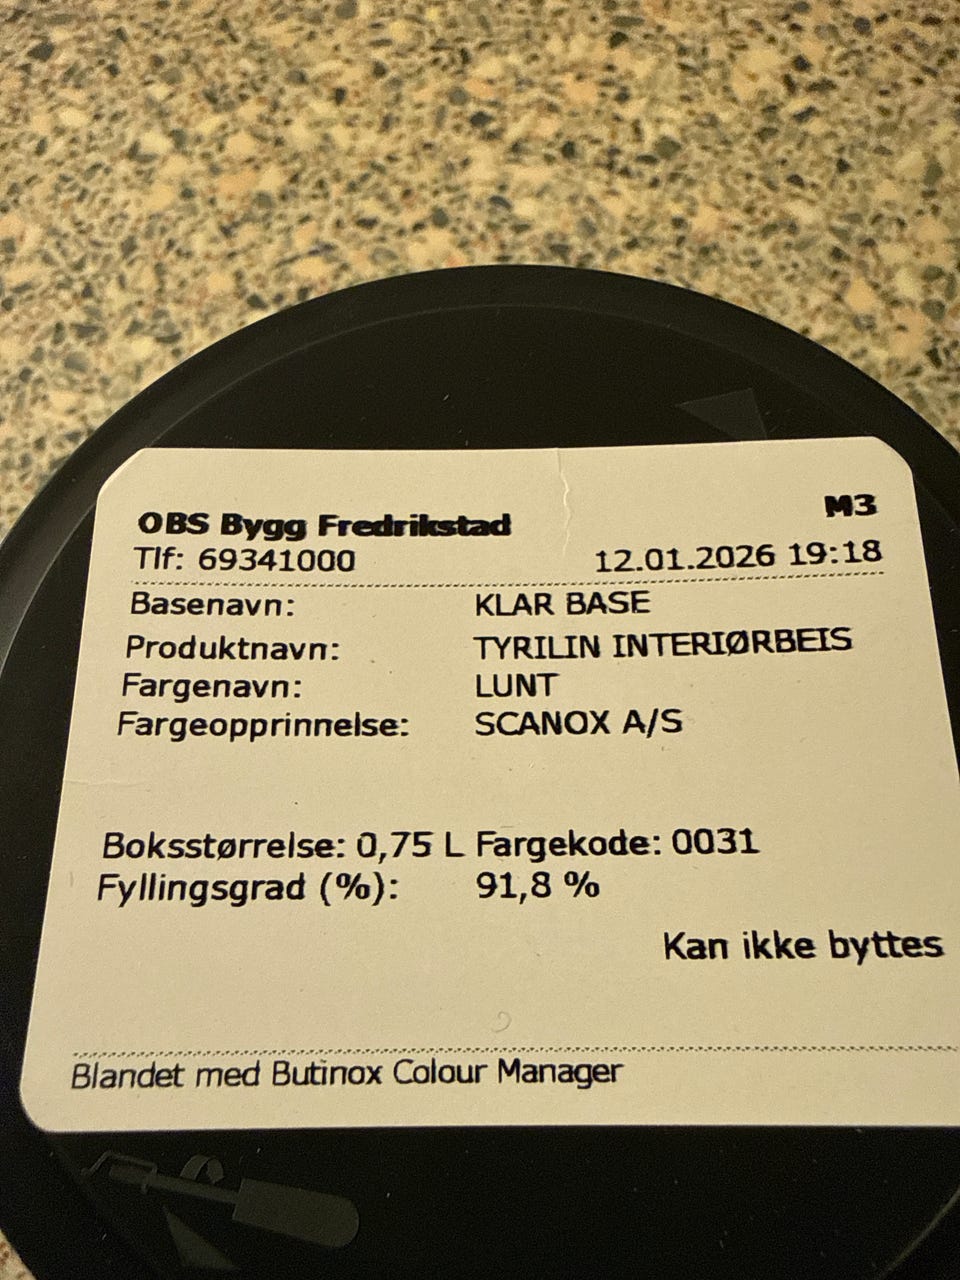 OBS Bygg Fredrikstad M3
Tlf: 69341000 12.01.2026 19:18
Basenavn: KLAR BASE
Produktnavn: TYRILIN INTERIØRBEIS
Fargenavn: LUNT
Fargeopprinnelse: SCANOX A/S
Boksstørrelse: 0,75 L Fargekode: 0031
Fyllingsgrad (%): 91,8 %
Kan ikke byttes
Blandet med Butinox Colour Manager